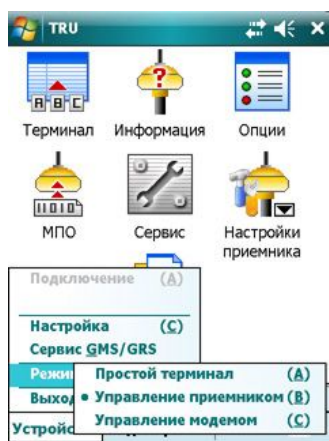 TRU
Терминал Информация Опции
МПО Сервис Настройки
приемника
Подключение (A)
Настройка (C)
Сервис GMS/GRS
Простой терминал (A)
• Управление приемником (B)
Управление модемом (C)